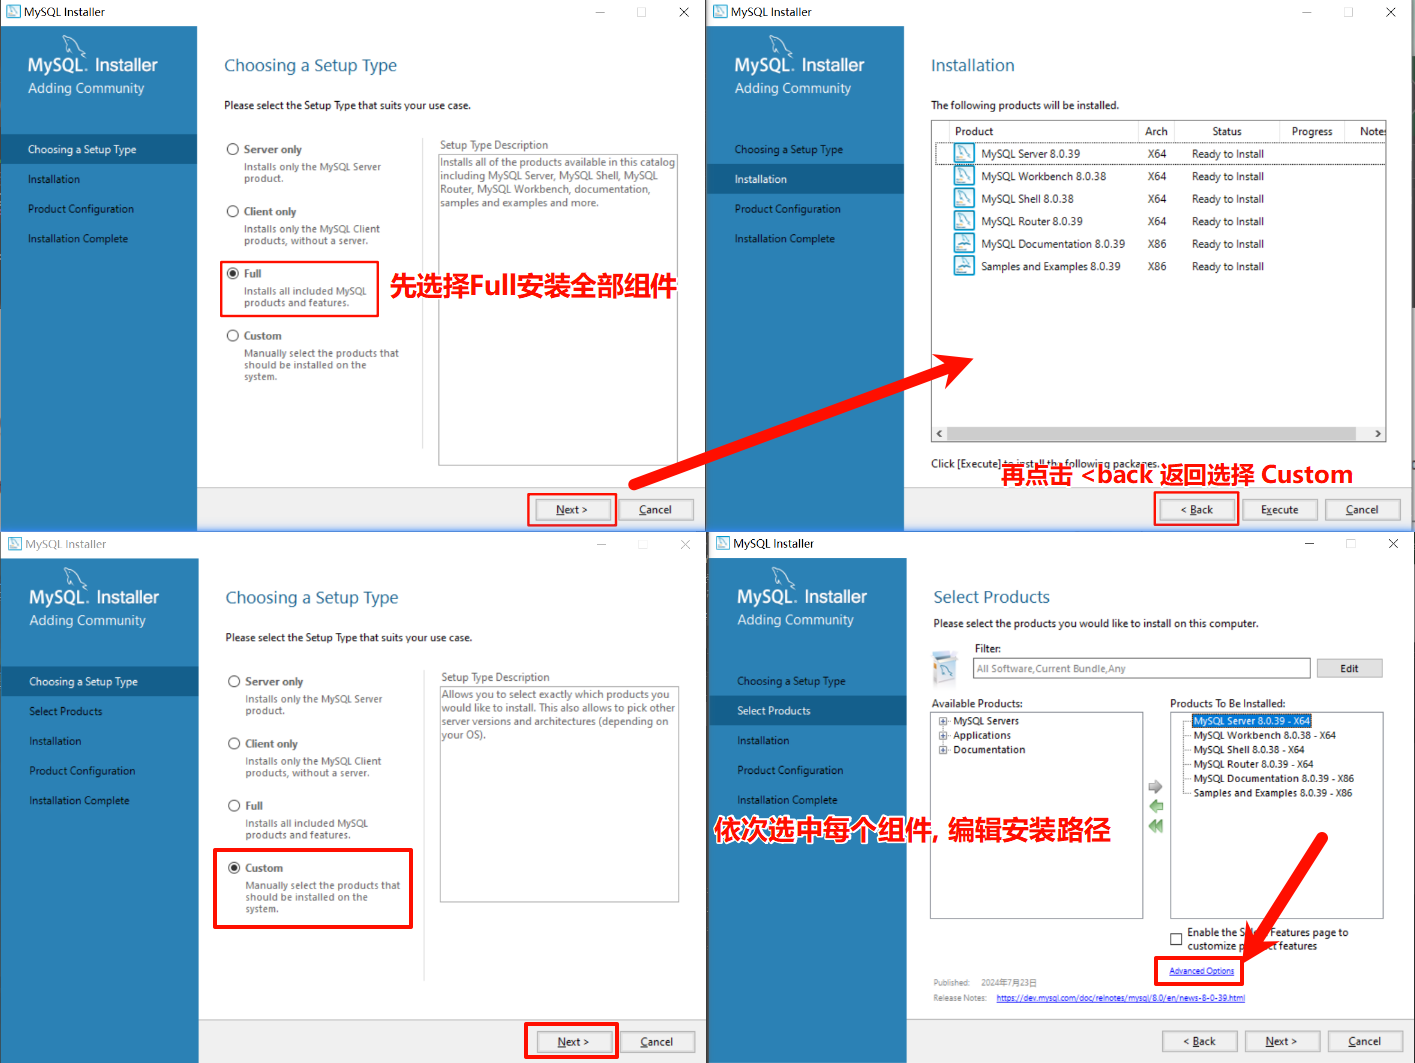 MySQL Installer
MySQL. Installer
Adding Community
Choosing a Setup Type
Installation
Product Configuration
Installation Complete
Choosing a Setup Type
Please select the Setup Type that suits your use case.
Server only
Installs only the MySQL Server
product.
Client only
Installs only the MySQL Client
products, without a server.
Full
Installs all included MySQL
products and features.
Custom
Manually select the products that
should be installed on the
system.
Setup Type Description
Installs all of the products available in this catalog
including MySQL Server, MySQL Shell, MySQL
Router, MySQL Workbench, documentation,
samples and examples and more.
先选择Full安装全部组件
Next >
Cancel
MySQL Installer
MySQL. Installer
Adding Community
Choosing a Setup Type
Installation
Product Configuration
Installation Complete
Installation
The following products will be installed.
Product Arch Status Progress Notes
MySQL Server 8.0.39 X64 Ready to Install
MySQL Workbench 8.0.38 X64 Ready to Install
MySQL Shell 8.0.38 X64 Ready to Install
MySQL Router 8.0.39 X64 Ready to Install
MySQL Documentation 8.0.39 X86 Ready to Install
Samples and Examples 8.0.39 X86 Ready to Install
Click [Execute] to install the following packages.
再点击 <back 返回选择 Custom
< Back
Execute
Cancel
MySQL Installer
MySQL. Installer
Adding Community
Choosing a Setup Type
Select Products
Installation
Product Configuration
Installation Complete
Choosing a Setup Type
Please select the Setup Type that suits your use case.
Server only
Installs only the MySQL Server
product.
Client only
Installs only the MySQL Client
products, without a server.
Full
Installs all included MySQL
products and features.
Custom
Manually select the products that
should be installed on the
system.
Setup Type Description
Allows you to select exactly which products you
would like to install. This also allows to pick other
server versions and architectures (depending on
your OS).
Next >
Cancel
MySQL Installer
MySQL. Installer
Adding Community
Choosing a Setup Type
Select Products
Installation
Product Configuration
Installation Complete
Select Products
Please select the products you would like to install on this computer.
Filter:
All Software,Current Bundle,Any
Edit
Available Products:
MySQL Servers
Applications
Documentation
Products To Be Installed:
MySQL Server 8.0.39 - X64
MySQL Workbench 8.0.38 - X64
MySQL Shell 8.0.38 - X64
MySQL Router 8.0.39 - X64
MySQL Documentation 8.0.39 - X86
Samples and Examples 8.0.39 - X86
依次选中每个组件, 编辑安装路径
Enable the Select Features page to
customize product features
Advanced Options
Published: 2024年7月23日
Release Notes: https://dev.mysql.com/doc/relnotes/mysql/8.0/en/news-8-0-39.html
< Back
Next >
Cancel